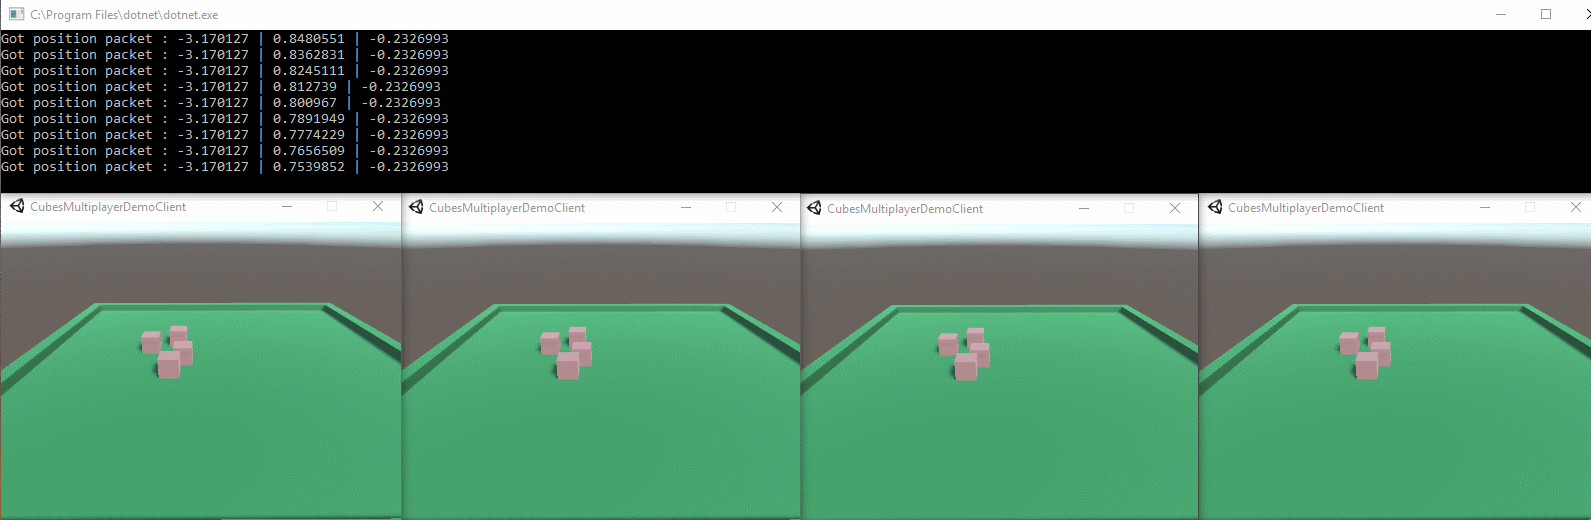 C:\Program Files\dotnet\dotnet.exe
Got position packet : -3.170127 | 0.8480551 | -0.2326993
Got position packet : -3.170127 | 0.8362831 | -0.2326993
Got position packet : -3.170127 | 0.8245111 | -0.2326993
Got position packet : -3.170127 | 0.812739 | -0.2326993
Got position packet : -3.170127 | 0.800967 | -0.2326993
Got position packet : -3.170127 | 0.7891949 | -0.2326993
Got position packet : -3.170127 | 0.7774229 | -0.2326993
Got position packet : -3.170127 | 0.7656509 | -0.2326993
Got position packet : -3.170127 | 0.7539852 | -0.2326993
CubesMultiplayerDemoClient
CubesMultiplayerDemoClient
CubesMultiplayerDemoClient
CubesMultiplayerDemoClient